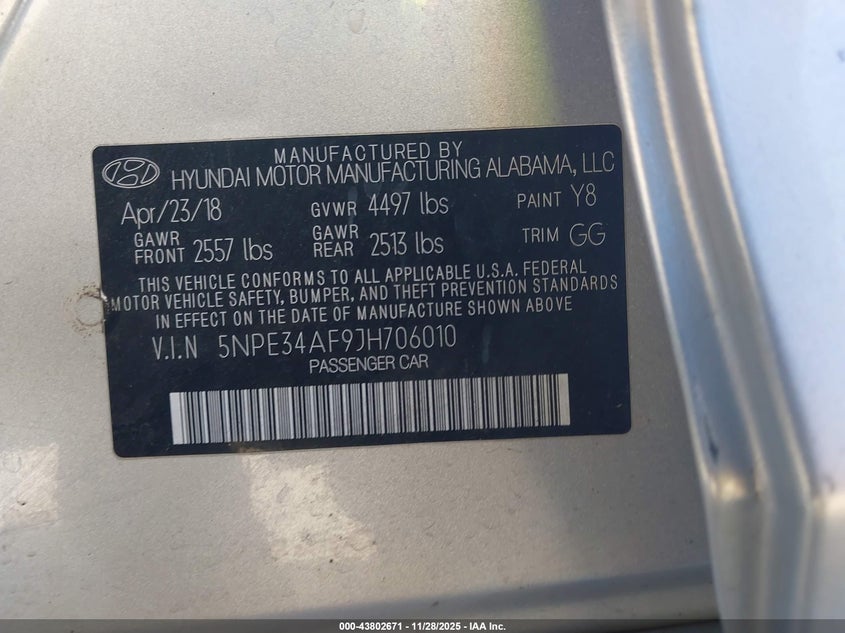 MANUFACTURED BY
HYUNDAI MOTOR MANUFACTURING ALABAMA, LLC
Apr/23/18 GVWR 4497 lbs PAINT Y8
GAWR FRONT 2557 lbs GAWR REAR 2513 lbs TRIM GG
THIS VEHICLE CONFORMS TO ALL APPLICABLE U.S.A. FEDERAL
MOTOR VEHICLE SAFETY, BUMPER, AND THEFT PREVENTION STANDARDS
IN EFFECT ON THE DATE OF MANUFACTURE SHOWN ABOVE
V.I.N 5NPE34AF9JH706010
PASSENGER CAR
000-43802671 - 11/28/2025 - IAA Inc.